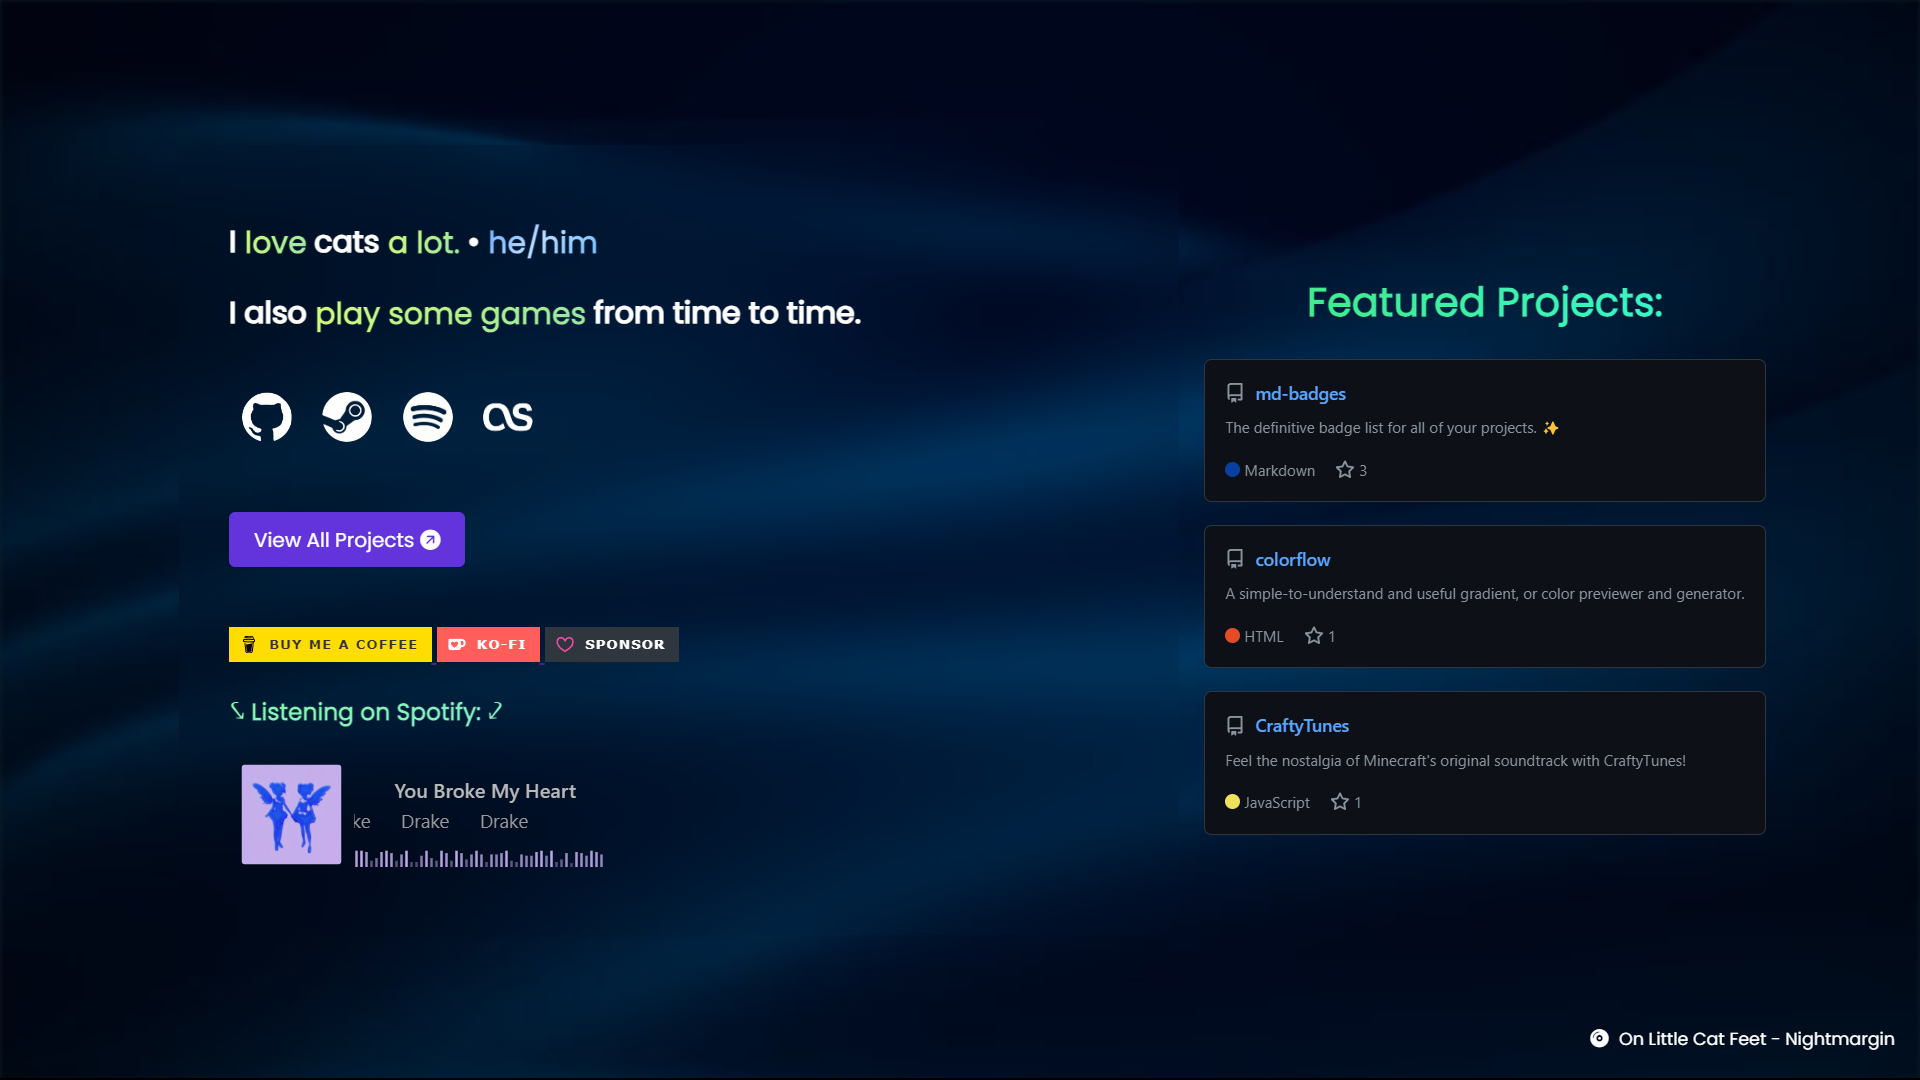 I love cats a lot. • he/him
I also play some games from time to time.
View All Projects
BUY ME A COFFEE
KO-FI
SPONSOR
⤹ Listening on Spotify: ⤸
You Broke My Heart
ke Drake Drake
Featured Projects:
md-badges
The definitive badge list for all of your projects. ✨
Markdown 3
colorflow
A simple-to-understand and useful gradient, or color previewer and generator.
HTML 1
CraftyTunes
Feel the nostalgia of Minecraft's original soundtrack with CraftyTunes!
JavaScript 1
On Little Cat Feet - Nightmargin